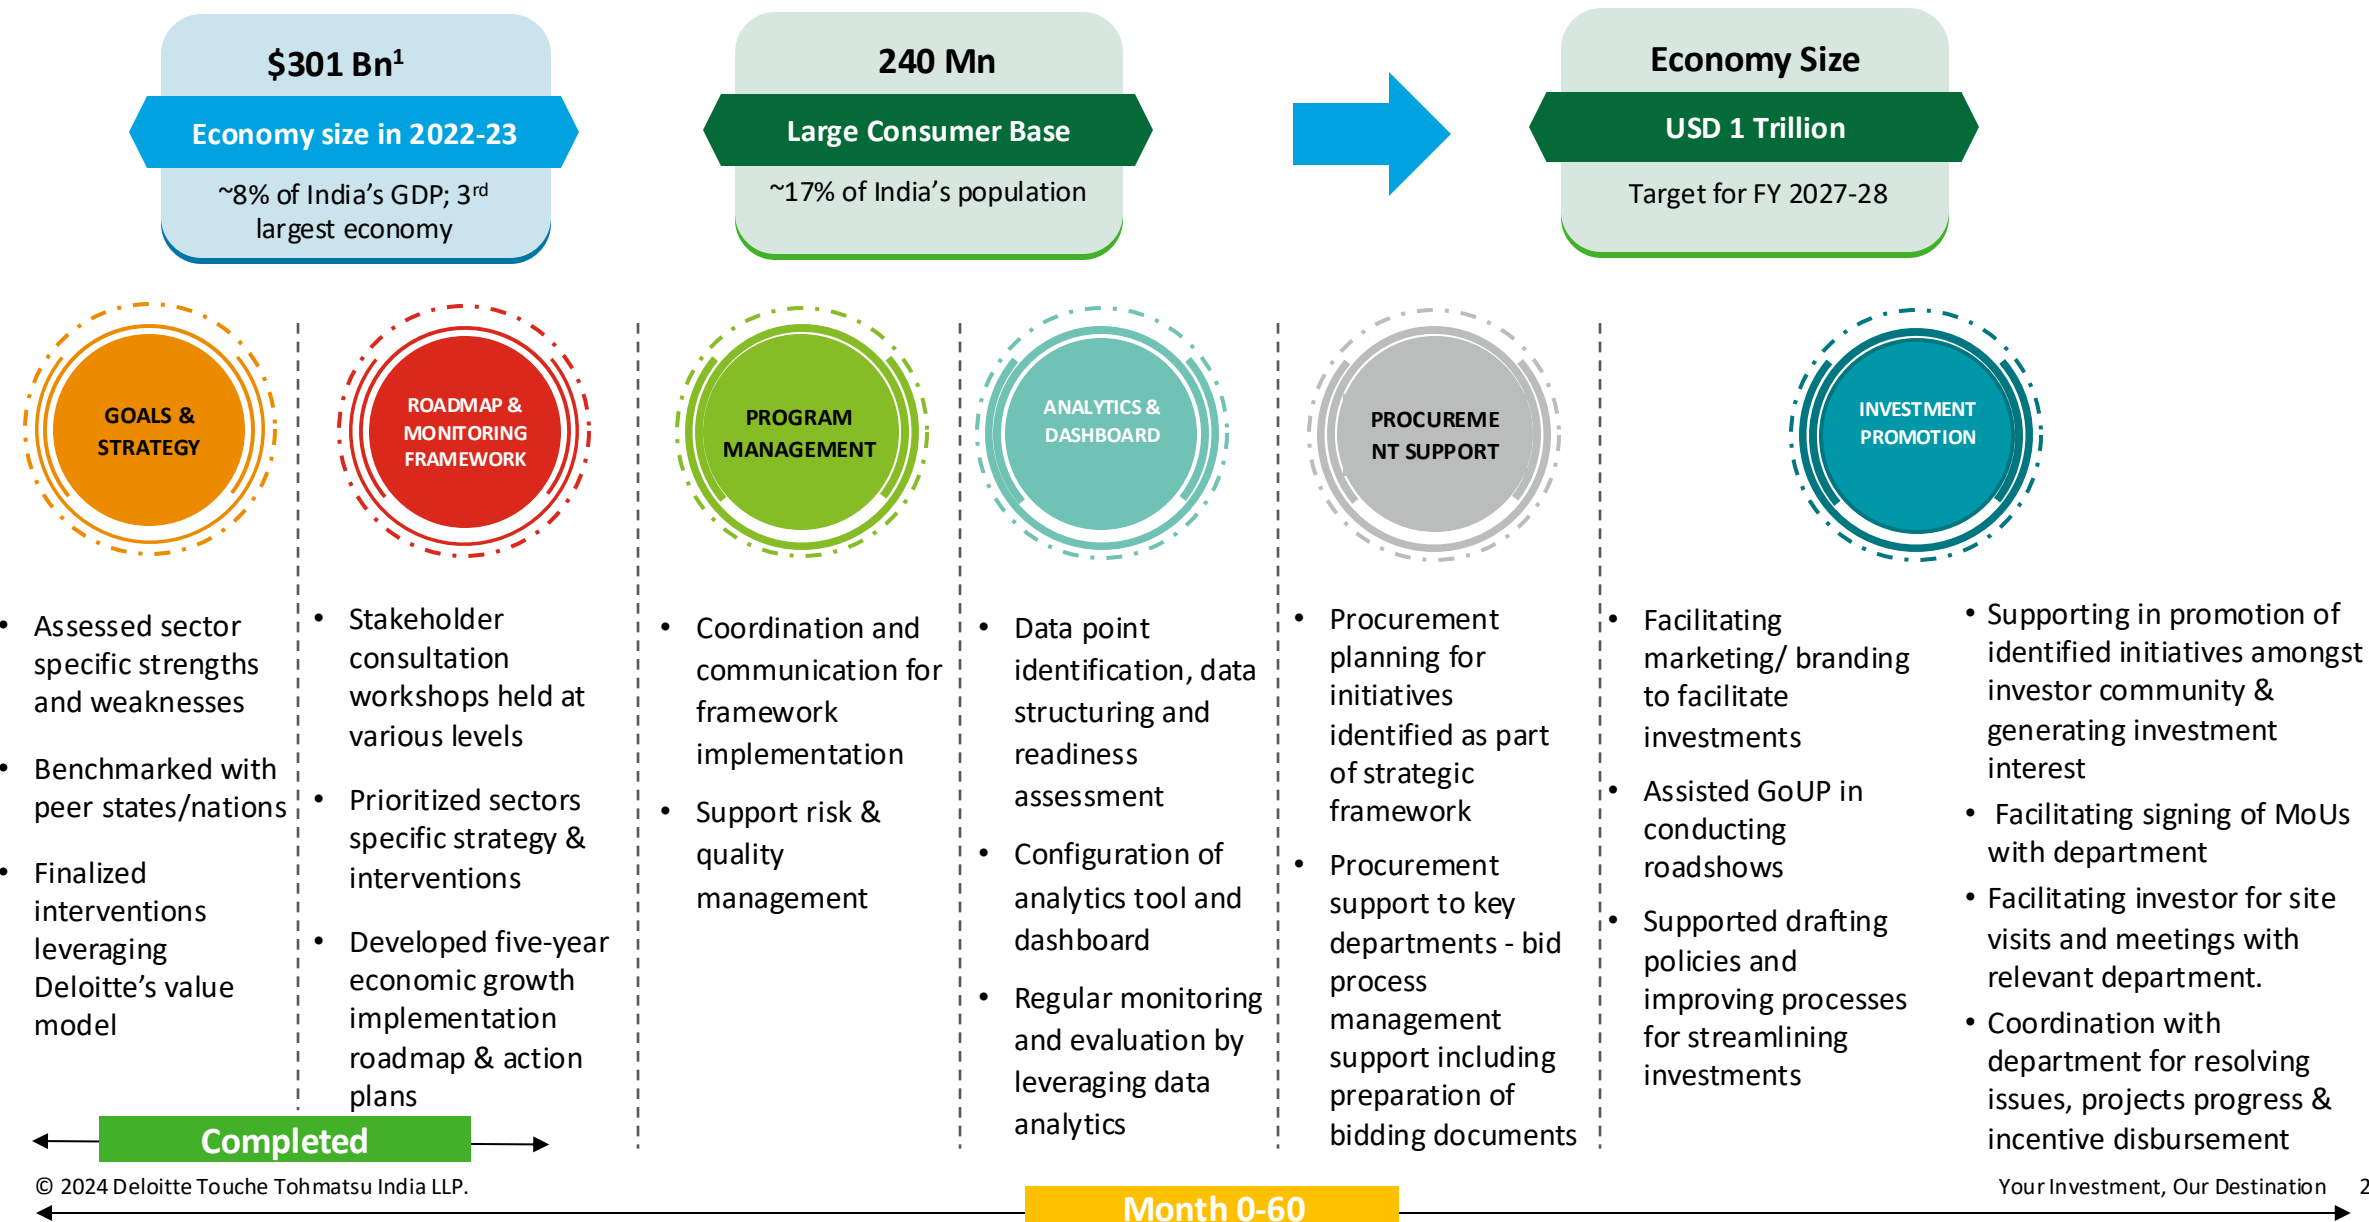 $301 Bn1
Economy size in 2022-23
~8% of India's GDP; 3rd
largest economy
240 Mn
Large Consumer Base
~17% of India's population
Economy Size
USD 1 Trillion
Target for FY 2027-28
GOALS &
STRATEGY
ROADMAP &
MONITORING
FRAMEWORK
PROGRAM
MANAGEMENT
ANALYTICS &
DASHBOARD
PROCUREME
NT SUPPORT
INVESTMENT
PROMOTION
• Assessed sector
specific strengths
and weaknesses
• Benchmarked with
peer states/nations
• Finalized
interventions
leveraging
Deloitte's value
model
• Stakeholder
consultation
workshops held at
various levels
• Prioritized sectors
specific strategy &
interventions
• Developed five-year
economic growth
implementation
roadmap & action
plans
• Coordination and
communication for
framework
implementation
• Support risk &
quality
management
• Data point
identification, data
structuring and
readiness
assessment
• Configuration of
analytics tool and
dashboard
• Regular monitoring
and evaluation by
leveraging data
analytics
• Procurement
planning for
initiatives
identified as part
of strategic
framework
• Procurement
support to key
departments - bid
process
management
support including
preparation of
bidding documents
• Facilitating
marketing/ branding
to facilitate
investments
• Assisted GoUP in
conducting
roadshows
• Supported drafting
policies and
improving processes
for streamlining
investments
• Supporting in promotion of
identified initiatives amongst
investor community &
generating investment
interest
• Facilitating signing of MoUs
with department
• Facilitating investor for site
visits and meetings with
relevant department.
• Coordination with
department for resolving
issues, projects progress &
incentive disbursement
Completed
© 2024 Deloitte Touche Tohmatsu India LLP.
Your Investment, Our Destination 2
Month 0-60